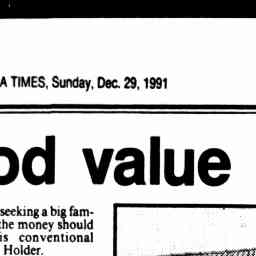 A TIMES, Sunday, Dec. 29, 1991
od value
seeking a big fam-
the money should
is conventional
Holder.